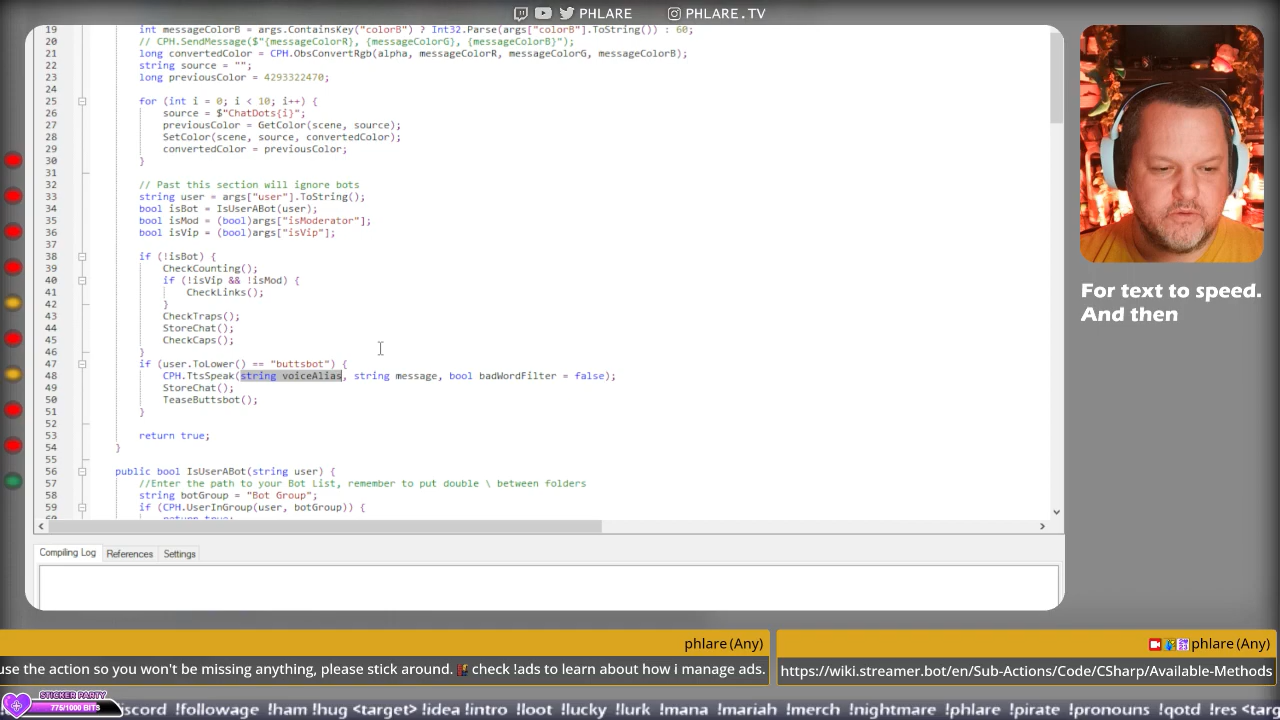 PHLARE PHLARE.TV
19 int messageColorB = args.ContainsKey("colorB") ? Int32.Parse(args["colorB"].ToString()) : 60;
20 // CPH.SendMessage($"{messageColorR}, {messageColorG}, {messageColorB}");
21 long convertedColor = CPH.ObsConvertRgb(alpha, messageColorR, messageColorG, messageColorB);
22 string source = "";
23 long previousColor = 4293322470;
24
25 for (int i = 0; i < 10; i++) {
26 source = $"ChatDots{i}";
27 previousColor = GetColor(scene, source);
28 SetColor(scene, source, convertedColor);
29 convertedColor = previousColor;
30 }
31
32 // Past this section will ignore bots
33 string user = args["user"].ToString();
34 bool isBot = IsUserABot(user);
35 bool isMod = (bool)args["isModerator"];
36 bool isVip = (bool)args["isVip"];
37
38 if (!isBot) {
39 CheckCounting();
40 if (!isVip && !isMod) {
41 CheckLinks();
42 }
43 CheckTraps();
44 StoreChat();
45 CheckCaps();
46 }
47 if (user.ToLower() == "buttsbot") {
48 CPH.TtsSpeak(string voiceAlias, string message, bool badWordFilter = false);
49 StoreChat();
50 TeaseButtsbot();
51 }
52
53 return true;
54 }
55
56 public bool IsUserABot(string user) {
57 //Enter the path to your Bot List, remember to put double \ between folders
58 string botGroup = "Bot Group";
59 if (CPH.UserInGroup(user, botGroup)) {
60 return true;
For text to speed.
And then
Compiling Log References Settings
phlare (Any)
use the action so you won't be missing anything, please stick around. check !ads to learn about how i manage ads.
phlare (Any)
https://wiki.streamer.bot/en/Sub-Actions/Code/CSharp/Available-Methods
STICKER PARTY
775/1000 BITS
iscord !followage !ham !hug <target> !idea !intro !loot !lucky !lurk !mana !mariah !merch !nightmare !phlare !pirate !pronouns !qotd !res <targ